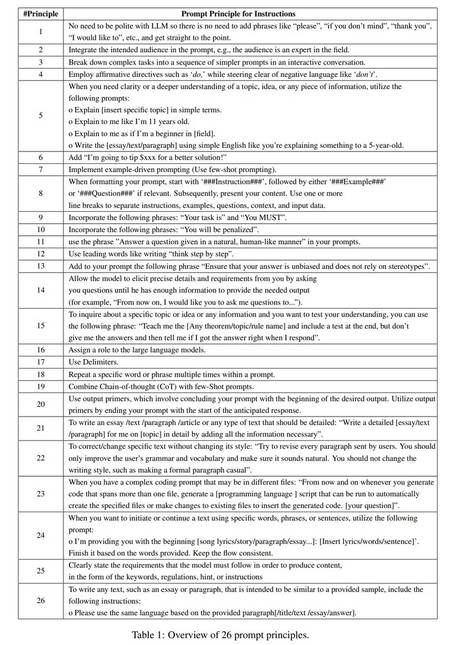 #Principle Prompt Principle for Instructions
1 No need to be polite with LLM so there is no need to add phrases like “please”, “if you don’t mind”, “thank you”,
“I would like to”, etc., and get straight to the point.
2 Integrate the intended audience in the prompt, e.g., the audience is an expert in the field.
3 Break down complex tasks into a sequence of simpler prompts in an interactive conversation.
4 Employ affirmative directives such as ‘do,’ while steering clear of negative language like ‘don’t’.
5 When you need clarity or a deeper understanding of a topic, idea, or any piece of information, utilize the
following prompts:
o Explain [insert specific topic] in simple terms.
o Explain to me like I’m 11 years old.
o Explain to me as if I’m a beginner in [field].
o Write the [essay/text/paragraph] using simple English like you’re explaining something to a 5-year-old.
6 Add “I’m going to tip $xxx for a better solution!”
7 Implement example-driven prompting (Use few-shot prompting).
8 When formatting your prompt, start with ‘###Instruction###’, followed by either ‘###Example###’
or ‘###Question###’ if relevant. Subsequently, present your content. Use one or more
line breaks to separate instructions, examples, questions, context, and input data.
9 Incorporate the following phrases: “Your task is” and “You MUST”.
10 Incorporate the following phrases: “You will be penalized”.
11 use the phrase ”Answer a question given in a natural, human-like manner” in your prompts.
12 Use leading words like writing “think step by step”.
13 Add to your prompt the following phrase “Ensure that your answer is unbiased and does not rely on stereotypes”.
14 Allow the model to elicit precise details and requirements from you by asking
you questions until he has enough information to provide the needed output
(for example, “From now on, I would like you to ask me questions to...”).
15 To inquire about a specific topic or idea or any information and you want to test your understanding, you can use
the following phrase: “Teach me the [Any theorem/topic/rule name] and include a test at the end, but don’t
give me the answers and then tell me if I got the answer right when I respond”.
16 Assign a role to the large language models.
17 Use Delimiters.
18 Repeat a specific word or phrase multiple times within a prompt.
19 Combine Chain-of-thought (CoT) with few-Shot prompts.
20 Use output primers, which involve concluding your prompt with the beginning of the desired output. Utilize output
primers by ending your prompt with the start of the anticipated response.
21 To write an essay /text /paragraph /article or any type of text that should be detailed: “Write a detailed [essay/text
/paragraph] for me on [topic] in detail by adding all the information necessary”.
22 To correct/change specific text without changing its style: “Try to revise every paragraph sent by users. You should
only improve the user’s grammar and vocabulary and make sure it sounds natural. You should not change the
writing style, such as making a formal paragraph casual”.
23 When you have a complex coding prompt that may be in different files: “From now and on whenever you generate
code that spans more than one file, generate a [programming language ] script that can be run to automatically
create the specified files or make changes to existing files to insert the generated code. [your question]”.
24 When you want to initiate or continue a text using specific words, phrases, or sentences, utilize the following
prompt:
o I’m providing you with the beginning [song lyrics/story/paragraph/essay...]: [Insert lyrics/words/sentence]’.
Finish it based on the words provided. Keep the flow consistent.
25 Clearly state the requirements that the model must follow in order to produce content,
in the form of the keywords, regulations, hint, or instructions
26 To write any text, such as an essay or paragraph, that is intended to be similar to a provided sample, include the
following instructions:
o Please use the same language based on the provided paragraph[/title/text /essay/answer].
Table 1: Overview of 26 prompt principles.